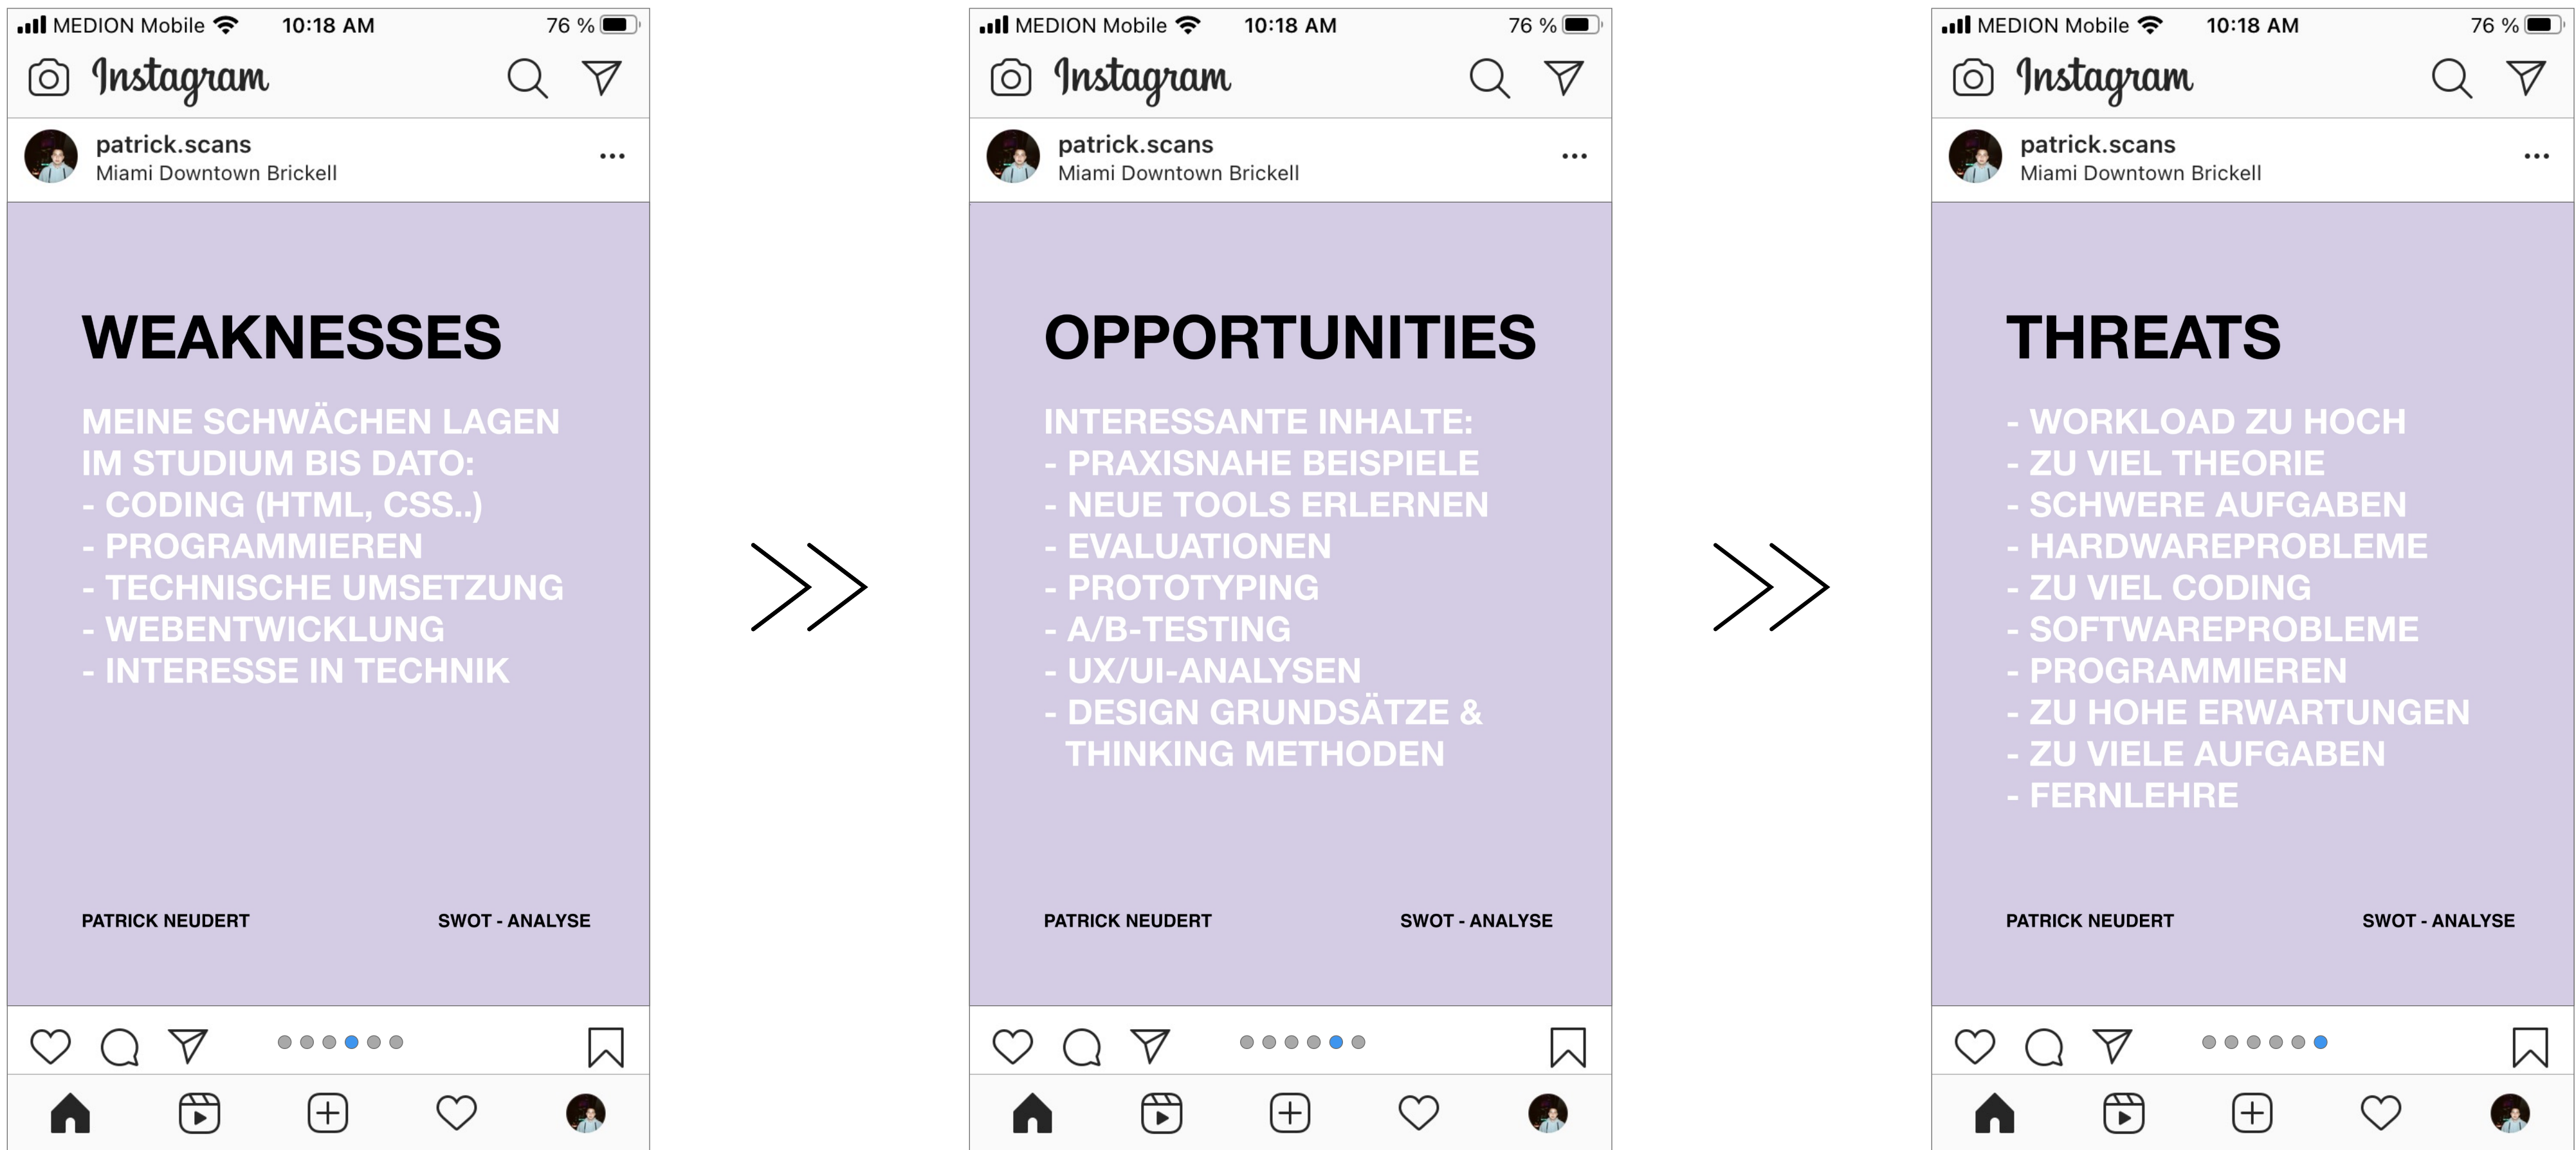 MEDION Mobile 10:18 AM 76 %
Instagram
patrick.scans
Miami Downtown Brickell
WEAKNESSES
MEINE SCHWÄCHEN LAGEN
IM STUDIUM BIS DATO:
- CODING (HTML, CSS..)
- PROGRAMMIEREN
- TECHNISCHE UMSETZUNG
- WEBENTWICKLUNG
- INTERESSE IN TECHNIK
PATRICK NEUDERT SWOT - ANALYSE
MEDION Mobile 10:18 AM 76 %
Instagram
patrick.scans
Miami Downtown Brickell
OPPORTUNITIES
INTERESSANTE INHALTE:
- PRAXISNAHE BEISPIELE
- NEUE TOOLS ERLERNEN
- EVALUATIONEN
- PROTOTYPING
- A/B-TESTING
- UX/UI-ANALYSEN
- DESIGN GRUNDSÄTZE &
THINKING METHODEN
PATRICK NEUDERT SWOT - ANALYSE
MEDION Mobile 10:18 AM 76 %
Instagram
patrick.scans
Miami Downtown Brickell
THREATS
- WORKLOAD ZU HOCH
- ZU VIEL THEORIE
- SCHWERE AUFGABEN
- HARDWAREPROBLEME
- ZU VIEL CODING
- SOFTWAREPROBLEME
- PROGRAMMIEREN
- ZU HOHE ERWARTUNGEN
- ZU VIELE AUFGABEN
- FERNLEHRE
PATRICK NEUDERT SWOT - ANALYSE